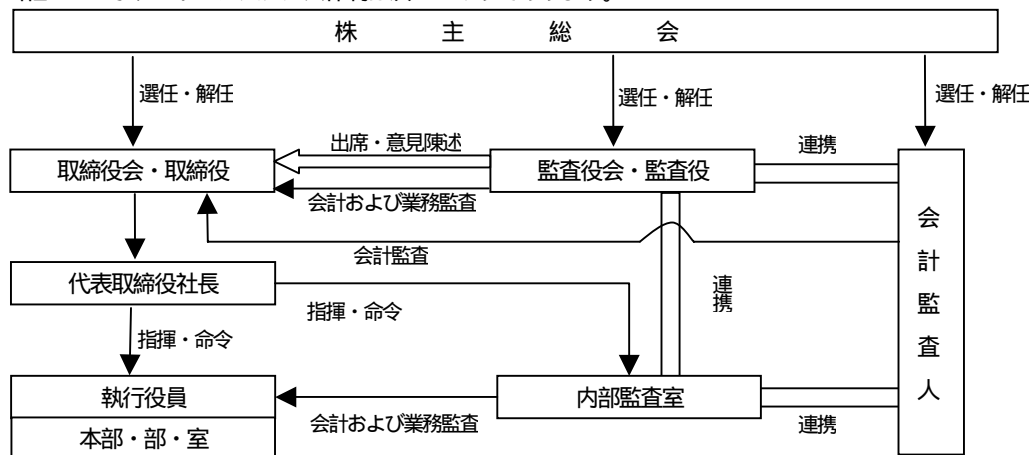 株主総会
選任・解任
選任・解任
選任・解任
出席・意見陳述
連携
取締役会・取締役
監査役会・監査役
会計および業務監査
会計監査人
会計監査
代表取締役社長
連携
指揮・命令
指揮・命令
執行役員
内部監査室
会計および業務監査
連携
本部・部・室